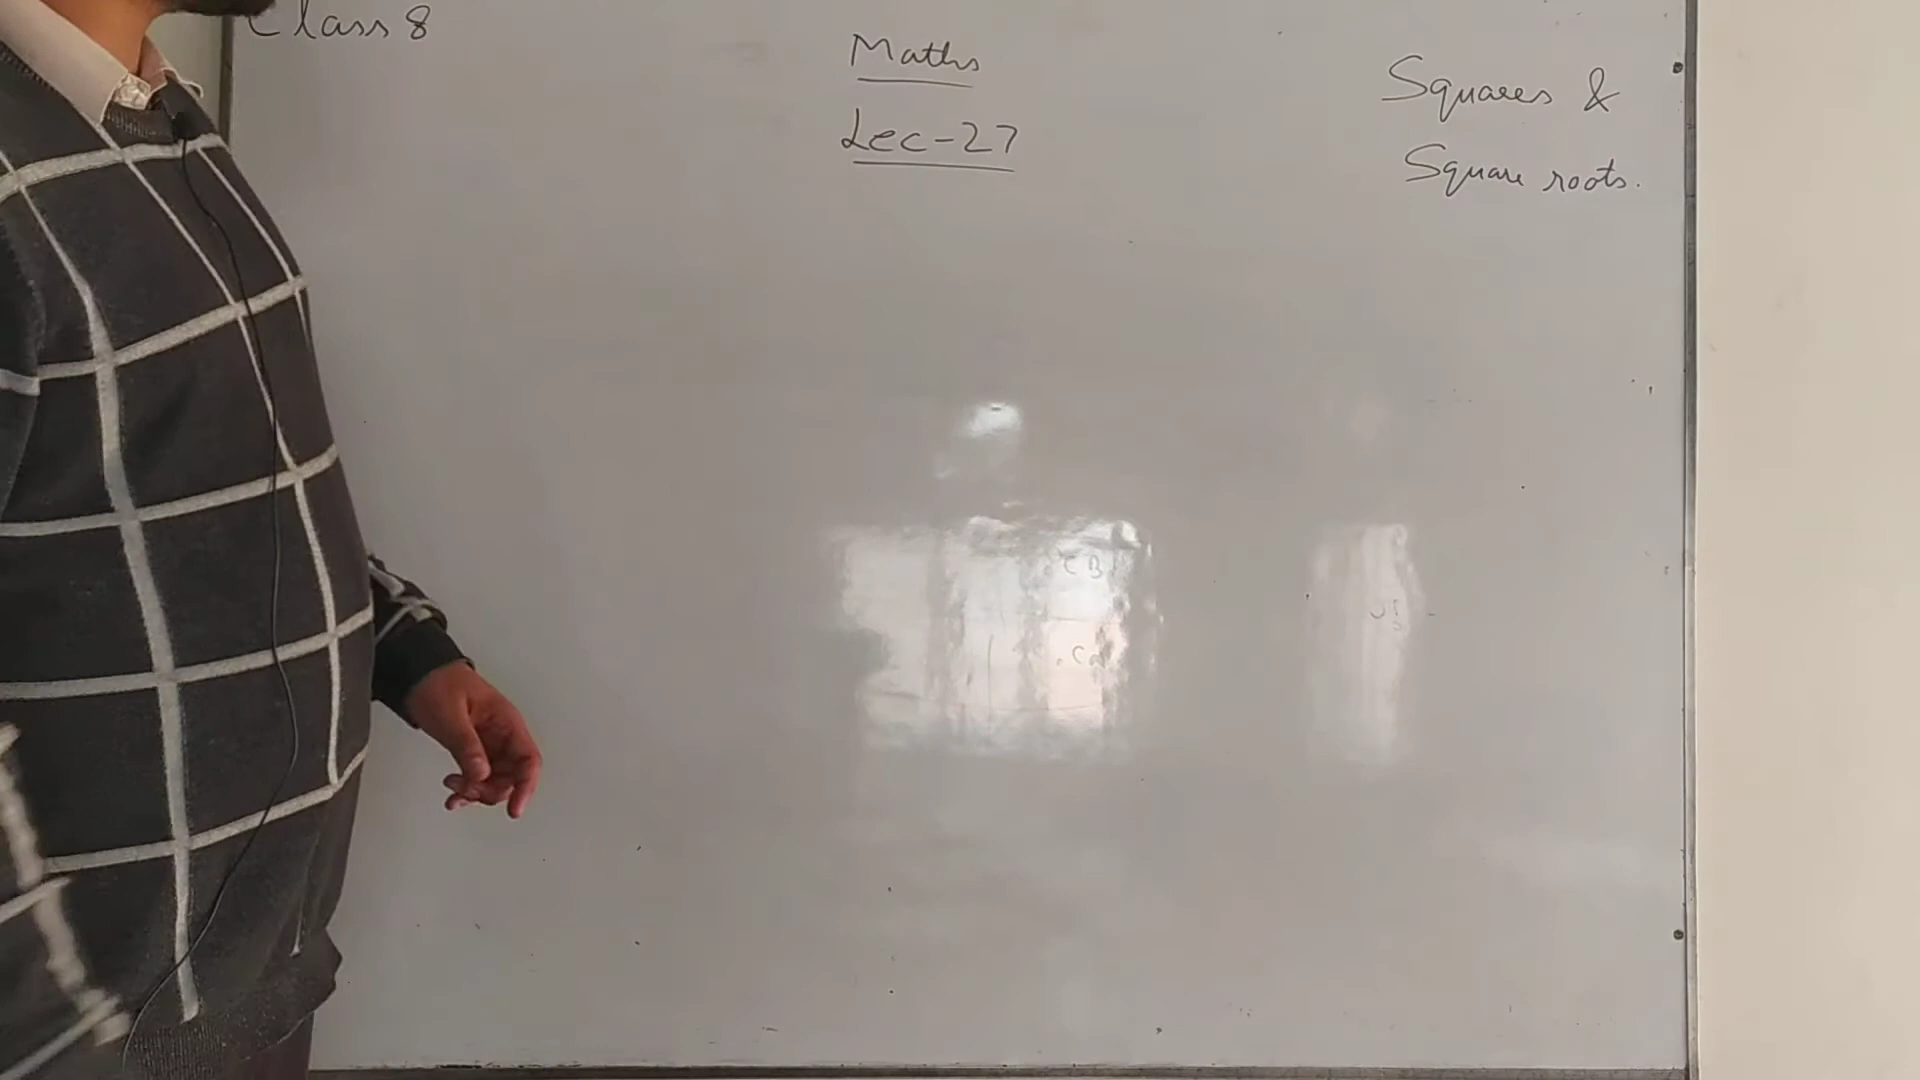 Class 8
Maths
Lec-27
Squares &
Square roots.